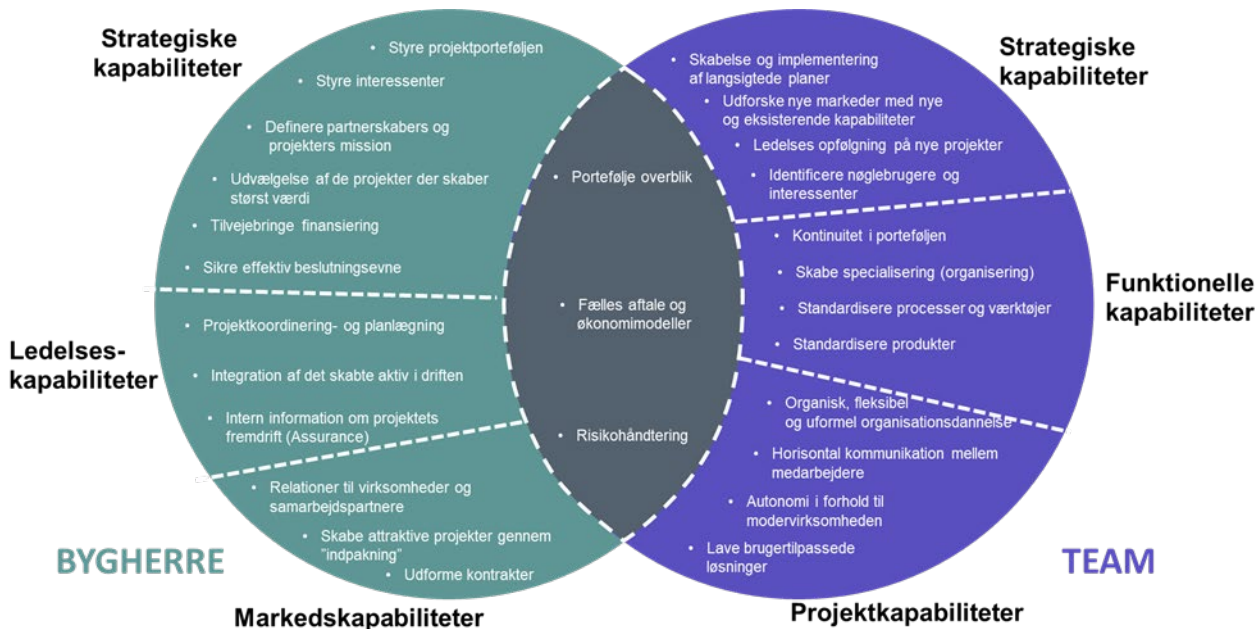 Strategiske
kapabiliteter
• Styre projektporteføljen
• Styre interessenter
• Definere partnerskabers og
projekters mission
• Udvælgelse af de projekter der skaber
størst værdi
• Tilvejebringe finansiering
• Sikre effektiv beslutningsevne
Ledelses-
kapabiliteter
• Projektkoordinering- og planlægning
• Integration af det skabte aktiv i driften
• Intern information om projektets
fremdrift (Assurance)
• Relationer til virksomheder og
samarbejdspartnere
• Skabe attraktive projekter gennem
"indpakning"
• Udforme kontrakter
BYGHERRE
Markedskapabiliteter
• Portefølje overblik
• Fælles aftale og
økonomimodeller
• Risikohåndtering
Strategiske
kapabiliteter
• Skabelse og implementering
af langsigtede planer
• Udforske nye markeder med nye
og eksisterende kapabiliteter
• Ledelses opfølgning på nye projekter
• Identificere nøglebrugere og
interessenter
Funktionelle
kapabiliteter
• Kontinuitet i porteføljen
• Skabe specialisering (organisering)
• Standardisere processer og værktøjer
• Standardisere produkter
• Organisk, fleksibel
og uformel organisationsdannelse
• Horisontal kommunikation mellem
medarbejdere
• Autonomi i forhold til
modervirksomheden
• Lave brugertilpassede
løsninger
TEAM
Projektkapabiliteter